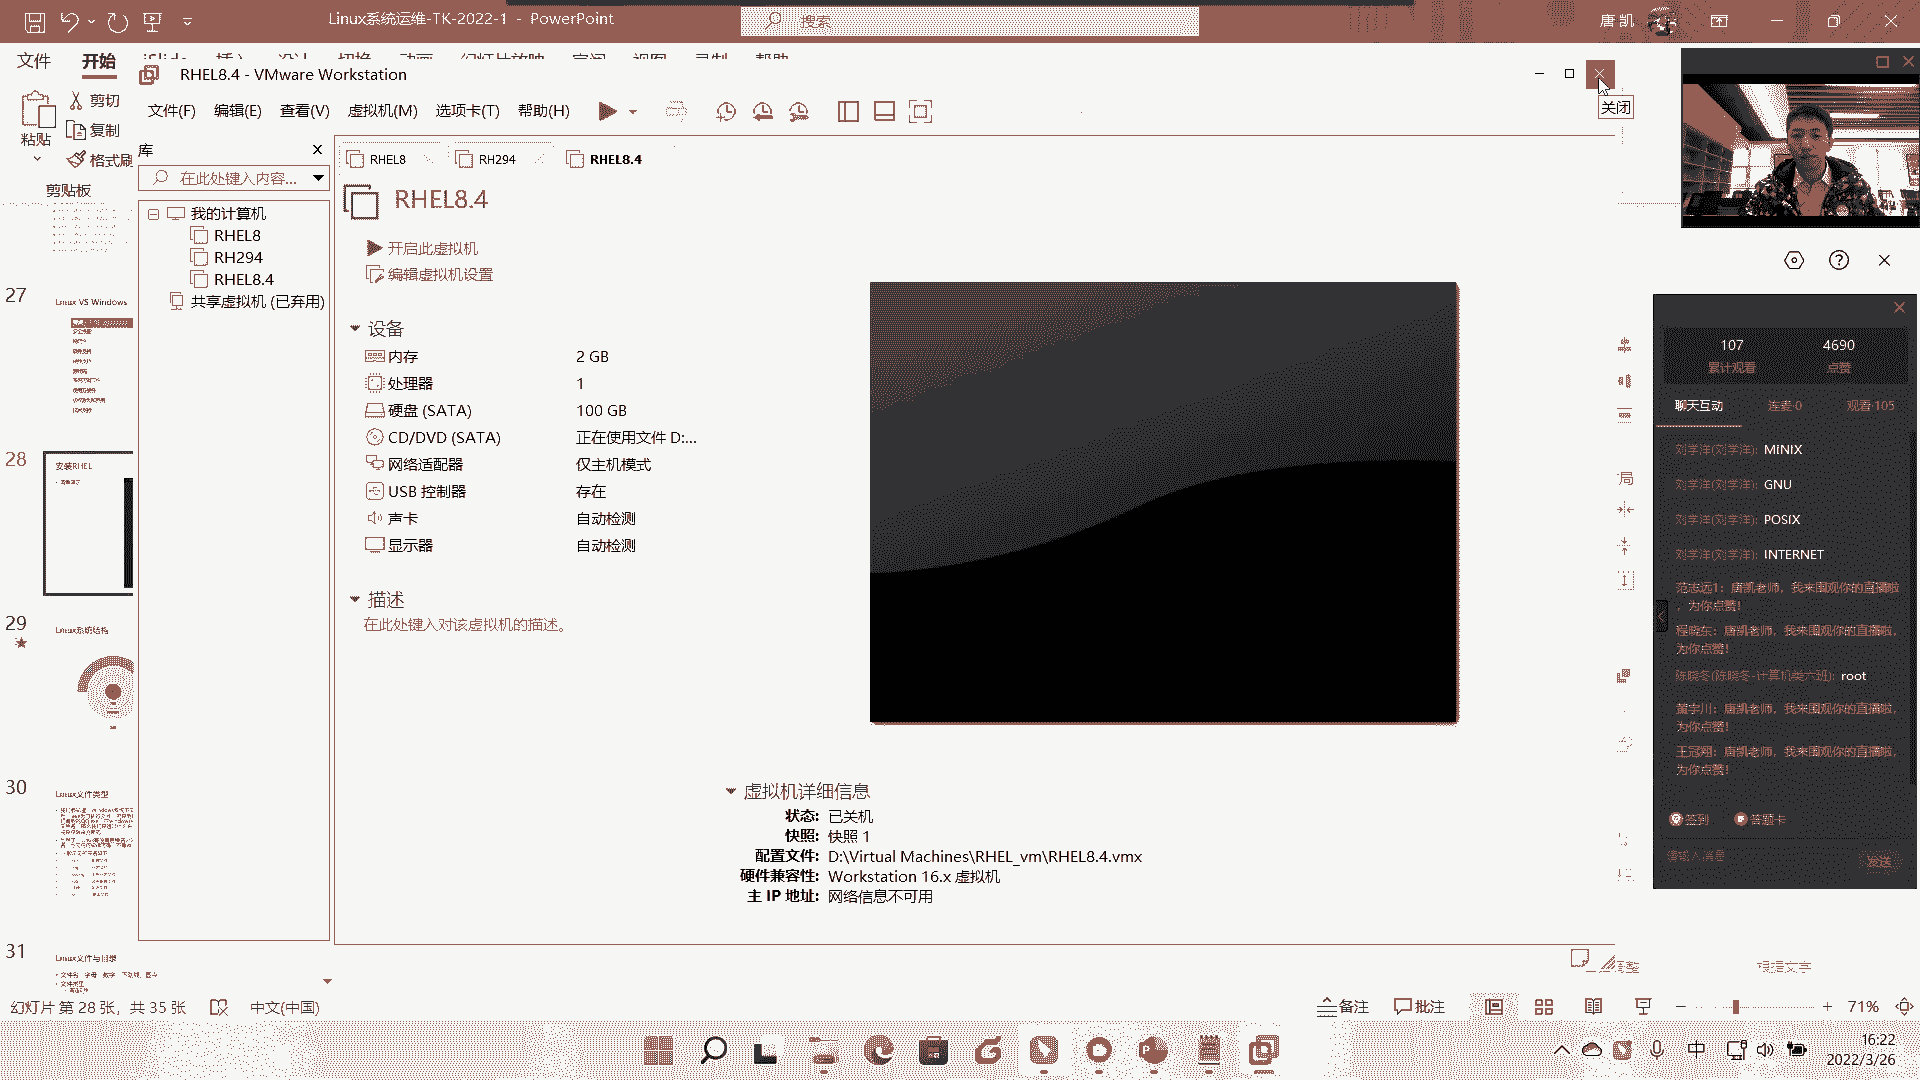 Linux系统运维-TK-2022-1 - PowerPoint
搜索
唐 凯
文件
开始
RHEL8.4 - VMware Workstation
剪切
复制
粘贴
格式刷
剪贴板
文件(F) 编辑(E) 查看(V) 虚拟机(M) 选项卡(T) 帮助(H)
关闭
库
在此处键入内容...
我的计算机
RHEL8
RH294
RHEL8.4
共享虚拟机 (已弃用)
RHEL8
RH294
RHEL8.4
RHEL8.4
开启此虚拟机
编辑虚拟机设置
设备
内存 2 GB
处理器 1
硬盘 (SATA) 100 GB
CD/DVD (SATA) 正在使用文件 D:...
网络适配器 仅主机模式
USB 控制器 存在
声卡 自动检测
显示器 自动检测
描述
在此处键入对该虚拟机的描述。
虚拟机详细信息
状态: 已关机
快照: 快照 1
配置文件: D:\Virtual Machines\RHEL_vm\RHEL8.4.vmx
硬件兼容性: Workstation 16.x 虚拟机
主 IP 地址: 网络信息不可用
27
Linux VS Windows
28
安装RHEL
29
Linux系统结构
30
Linux文件类型
31
Linux文件与目录
107 4690
累计观看 点赞
聊天互动 连麦·0 观看·105
刘学洋(刘学洋): MINIX
刘学洋(刘学洋): GNU
刘学洋(刘学洋): POSIX
刘学洋(刘学洋): INTERNET
范志远1: 唐凯老师，我来围观你的直播啦
，为你点赞!
程晓东: 唐凯老师，我来围观你的直播啦，
为你点赞!
陈晓冬(陈晓冬-计算机类六班): root
董宇川: 唐凯老师，我来围观你的直播啦，
为你点赞!
王冠翔: 唐凯老师，我来围观你的直播啦，
为你点赞!
签到 答题卡
请输入消息
发送
幻灯片 第 28 张，共 35 张 中文(中国)
备注 批注 71%
中
16:22
2022/3/26